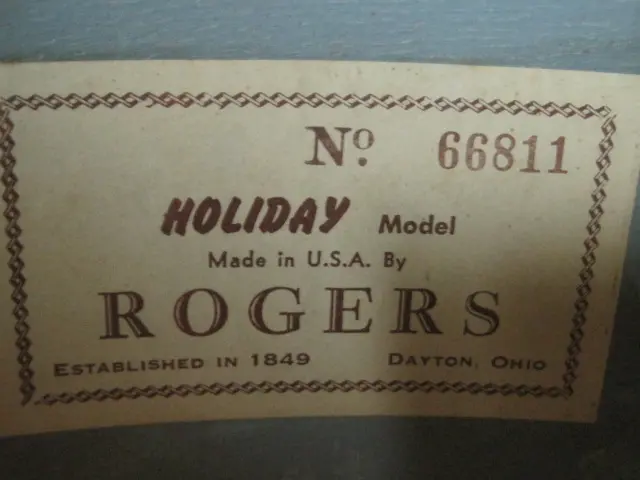 Nº 66811
HOLIDAY Model
Made in U.S.A. By
ROGERS
ESTABLISHED IN 1849 DAYTON, OHIO